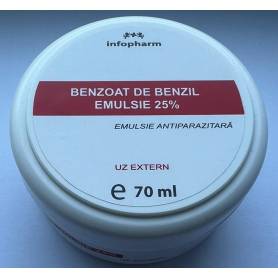 infopharm
BENZOAT DE BENZIL
EMULSIE 25%
EMULSIE ANTIPARAZITARĂ
UZ EXTERN
e 70 ml